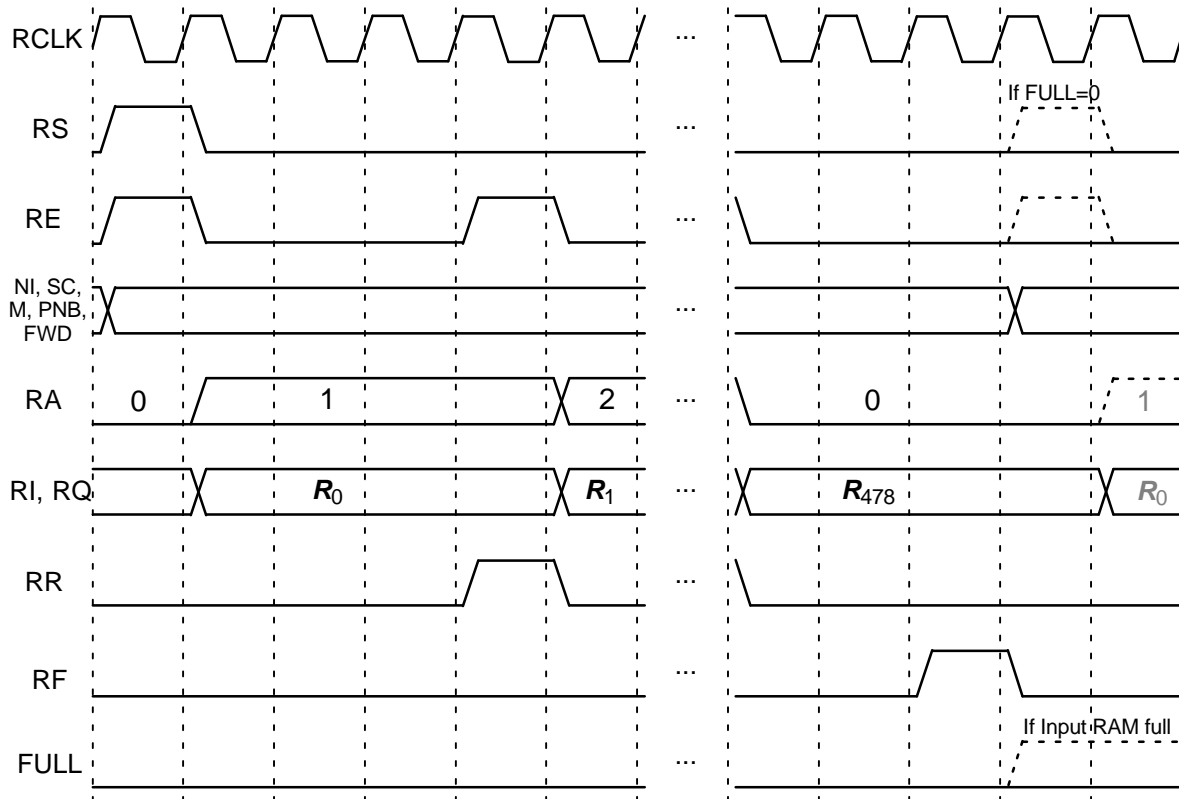 RCLK ...
If FULL=0
RS ...
RE ...
NI, SC,
M, PNB, ...
FWD
RA 0 1 2 ... 0 1
RI, RQ R0 R1 ... R478 R0
RR ...
RF ...
If Input RAM full
FULL ...